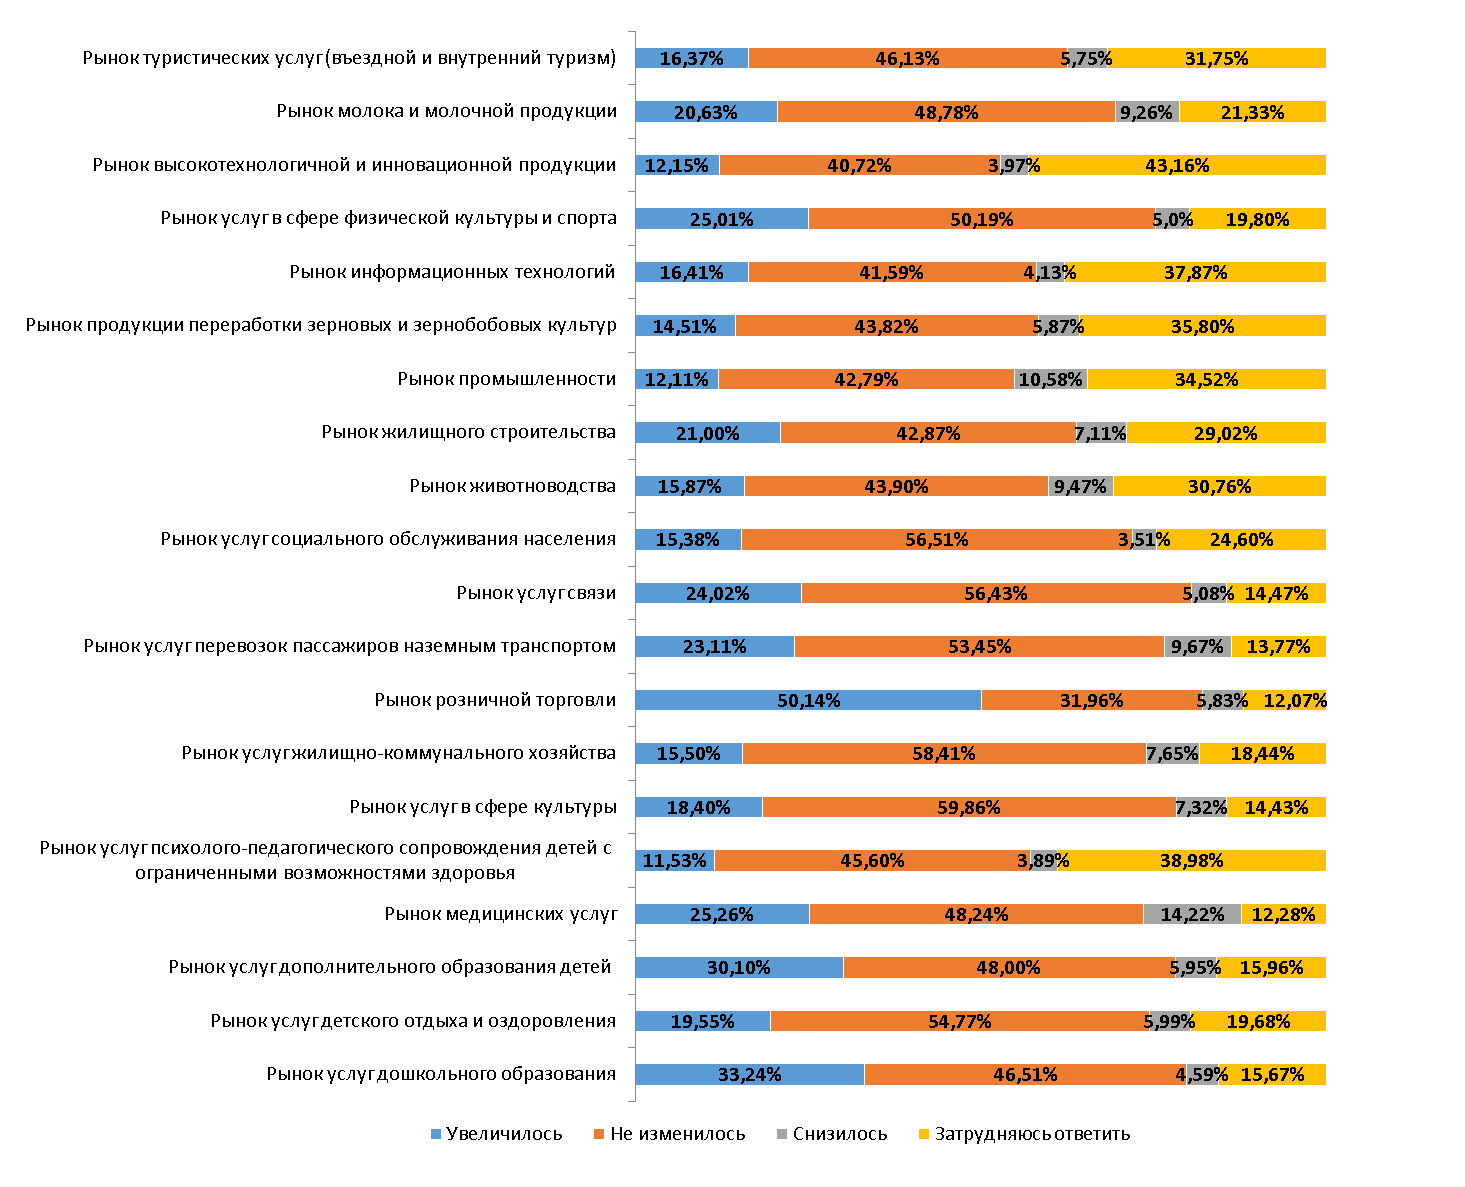 Рынок туристических услуг (въездной и внутренний туризм) 16,37% 46,13% 5,75% 31,75%
Рынок молока и молочной продукции 20,63% 48,78% 9,26% 21,33%
Рынок высокотехнологичной и инновационной продукции 12,15% 40,72% 3,97% 43,16%
Рынок услуг в сфере физической культуры и спорта 25,01% 50,19% 5,0% 19,80%
Рынок информационных технологий 16,41% 41,59% 4,13% 37,87%
Рынок продукции переработки зерновых и зернобобовых культур 14,51% 43,82% 5,87% 35,80%
Рынок промышленности 12,11% 42,79% 10,58% 34,52%
Рынок жилищного строительства 21,00% 42,87% 7,11% 29,02%
Рынок животноводства 15,87% 43,90% 9,47% 30,76%
Рынок услуг социального обслуживания населения 15,38% 56,51% 3,51% 24,60%
Рынок услуг связи 24,02% 56,43% 5,08% 14,47%
Рынок услуг перевозок пассажиров наземным транспортом 23,11% 53,45% 9,67% 13,77%
Рынок розничной торговли 50,14% 31,96% 5,83% 12,07%
Рынок услуг жилищно-коммунального хозяйства 15,50% 58,41% 7,65% 18,44%
Рынок услуг в сфере культуры 18,40% 59,86% 7,32% 14,43%
Рынок услуг психолого-педагогического сопровождения детей с
ограниченными возможностями здоровья 11,53% 45,60% 3,89% 38,98%
Рынок медицинских услуг 25,26% 48,24% 14,22% 12,28%
Рынок услуг дополнительного образования детей 30,10% 48,00% 5,95% 15,96%
Рынок услуг детского отдыха и оздоровления 19,55% 54,77% 5,99% 19,68%
Рынок услуг дошкольного образования 33,24% 46,51% 4,59% 15,67%
Увеличилось Не изменилось Снизилось Затрудняюсь ответить